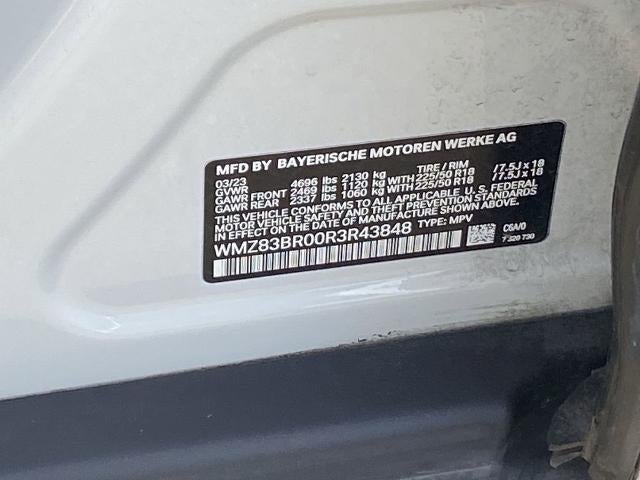 MFD BY BAYERISCHE MOTOREN WERKE AG
03/23 TIRE / RIM
GVWR 4696 lbs 2130 kg
GAWR FRONT 2469 lbs 1120 kg WITH 225/50 R18 /7.5J x 18
GAWR REAR 2337 lbs 1060 kg WITH 225/50 R18 /7.5J x 18
THIS VEHICLE CONFORMS TO ALL APPLICABLE U. S. FEDERAL
MOTOR VEHICLE SAFETY AND THEFT PREVENTION STANDARDS
IN EFFECT ON THE DATE OF MANUFACTURE SHOWN ABOVE.
WMZ83BR00R3R43848 TYPE: MPV
CGA/0
7 320 730